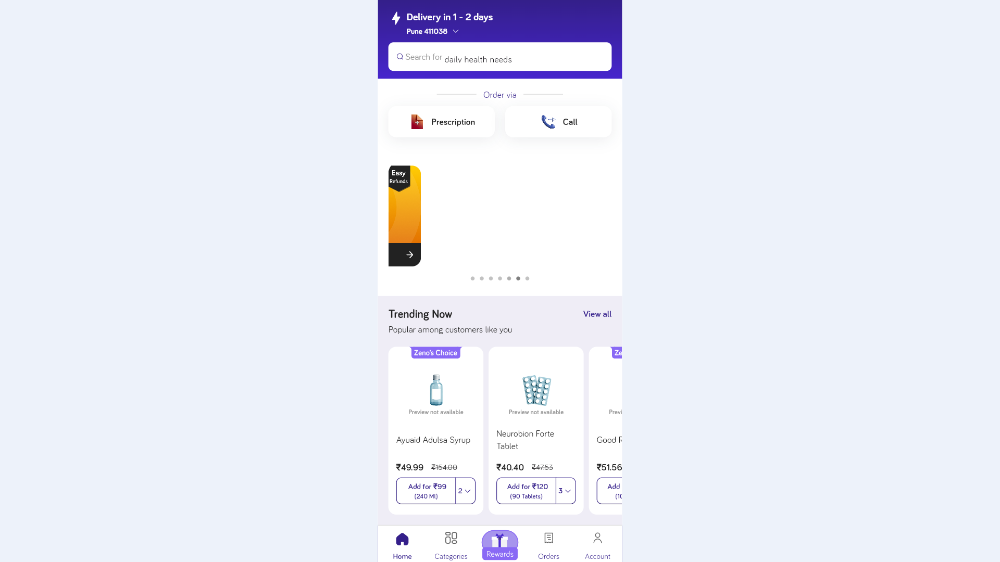 Delivery in 1 - 2 days
Pune 411038
Search for daily health needs
Order via
Prescription
Call
Easy
Refunds
Trending Now
View all
Popular among customers like you
Zeno's Choice
Preview not available
Ayuaid Adulsa Syrup
₹49.99 ₹154.00
Add for ₹99
(240 Ml)
2
Preview not available
Neurobion Forte
Tablet
₹40.40 ₹47.53
Add for ₹120
(90 Tablets)
3
Ze
Previ
Good
₹51.56
Add
(10
Home
Categories
Rewards
Orders
Account